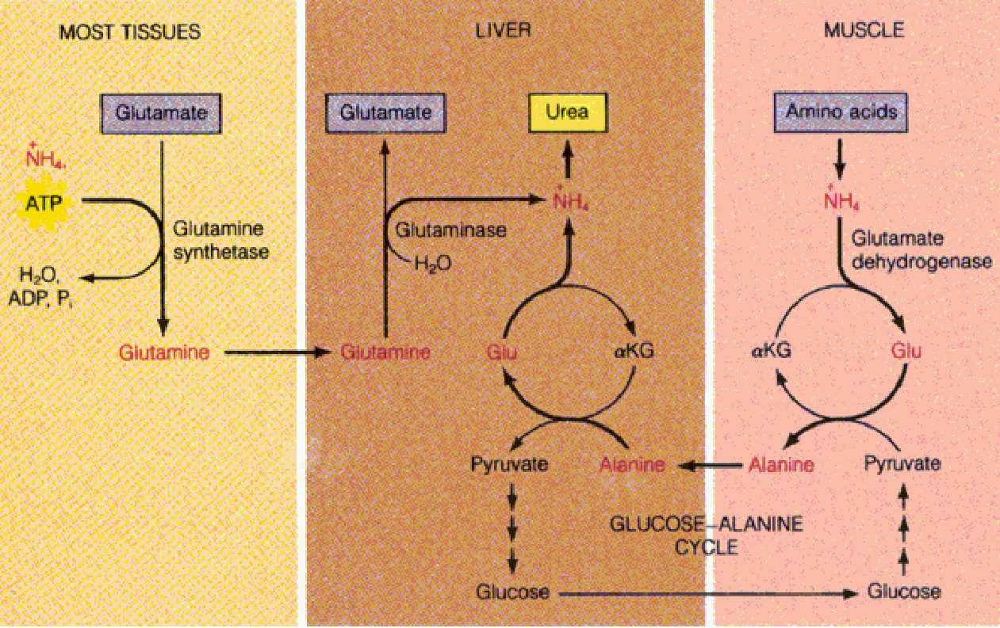 MOST TISSUES
Glutamate
+
NH₄,
ATP
Glutamine
synthetase
H₂O,
ADP, Pᵢ
Glutamine
LIVER
Glutamate
Urea
+
NH₄
Glutaminase
H₂O
Glutamine
Glu
αKG
Pyruvate
Alanine
Glucose
MUSCLE
Amino acids
+
NH₄
Glutamate
dehydrogenase
αKG
Glu
Alanine
Pyruvate
GLUCOSE–ALANINE
CYCLE
Glucose